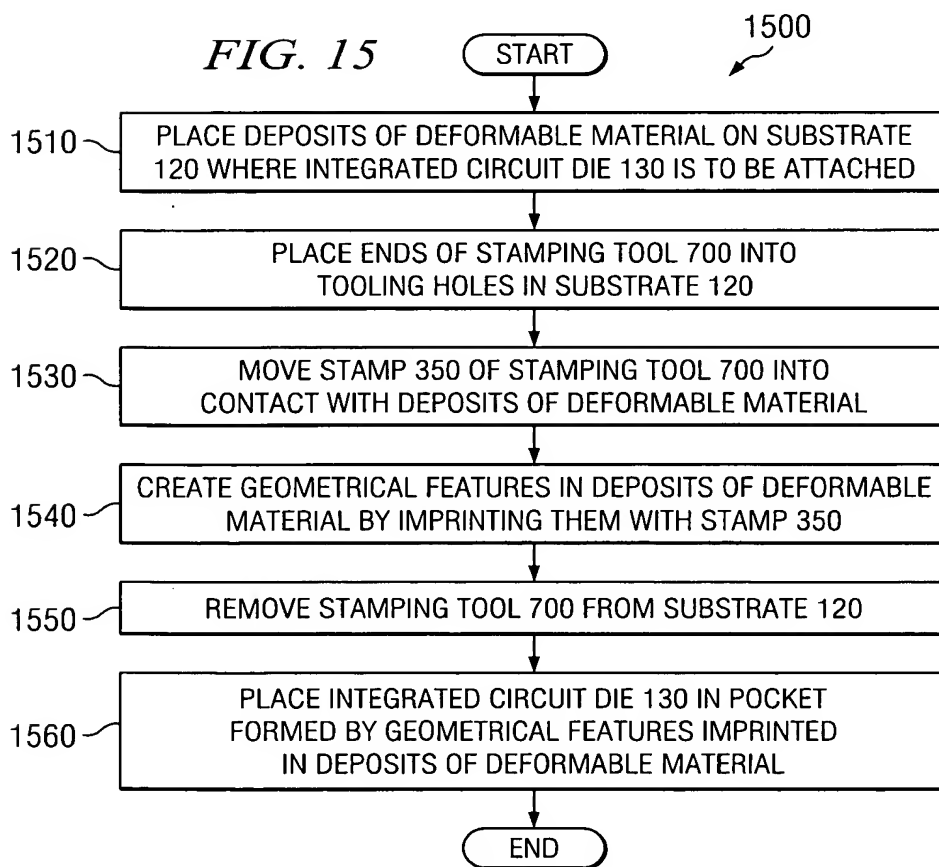 FIG. 15
START
1500
1510
PLACE DEPOSITS OF DEFORMABLE MATERIAL ON SUBSTRATE
120 WHERE INTEGRATED CIRCUIT DIE 130 IS TO BE ATTACHED
1520
PLACE ENDS OF STAMPING TOOL 700 INTO
TOOLING HOLES IN SUBSTRATE 120
1530
MOVE STAMP 350 OF STAMPING TOOL 700 INTO
CONTACT WITH DEPOSITS OF DEFORMABLE MATERIAL
1540
CREATE GEOMETRICAL FEATURES IN DEPOSITS OF DEFORMABLE
MATERIAL BY IMPRINTING THEM WITH STAMP 350
1550
REMOVE STAMPING TOOL 700 FROM SUBSTRATE 120
1560
PLACE INTEGRATED CIRCUIT DIE 130 IN POCKET
FORMED BY GEOMETRICAL FEATURES IMPRINTED
IN DEPOSITS OF DEFORMABLE MATERIAL
END